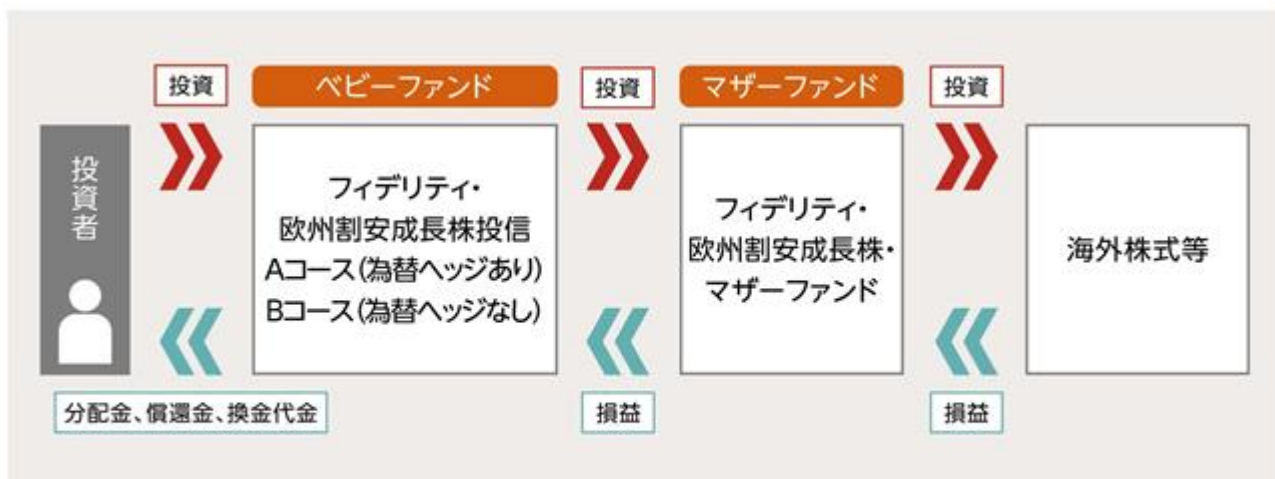 投資
ベビーファンド
投資
マザーファンド
投資
投資者
フィデリティ・
欧州割安成長株投信
Aコース(為替ヘッジあり)
Bコース(為替ヘッジなし)
フィデリティ・
欧州割安成長株・
マザーファンド
海外株式等
分配金、償還金、換金代金
損益
損益